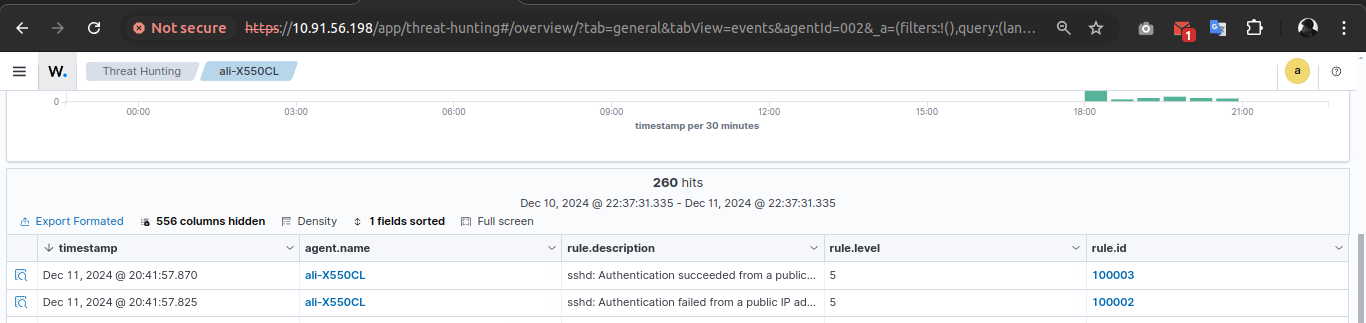 Not secure https://10.91.56.198/app/threat-hunting#/overview/?tab=general&tabView=events&agentId=002&_a=(filters:!(),query:(lan...
1
W. Threat Hunting ali-X550CL a
0
00:00 03:00 06:00 09:00 12:00 15:00 18:00 21:00
timestamp per 30 minutes
260 hits
Dec 10, 2024 @ 22:37:31.335 - Dec 11, 2024 @ 22:37:31.335
Export Formated 556 columns hidden Density 1 fields sorted Full screen
timestamp agent.name rule.description rule.level rule.id
Dec 11, 2024 @ 20:41:57.870 ali-X550CL sshd: Authentication succeeded from a public... 5 100003
Dec 11, 2024 @ 20:41:57.825 ali-X550CL sshd: Authentication failed from a public IP ad... 5 100002